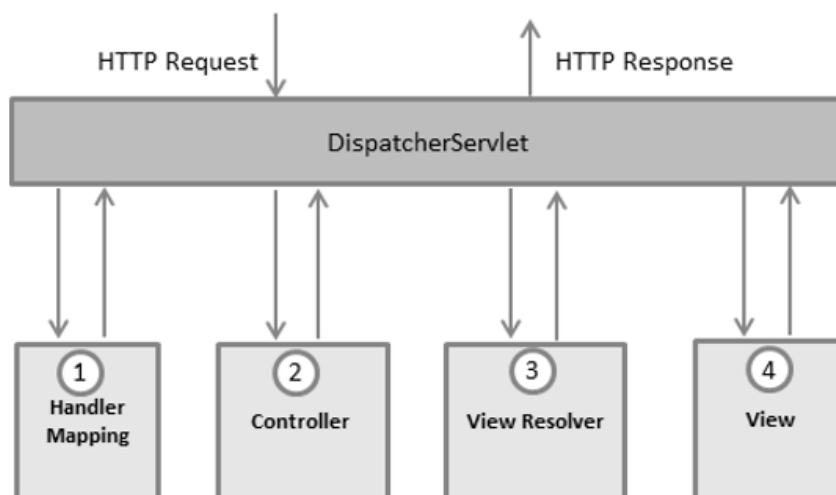 HTTP Request
HTTP Response
DispatcherServlet
1
Handler
Mapping
2
Controller
3
View Resolver
4
View